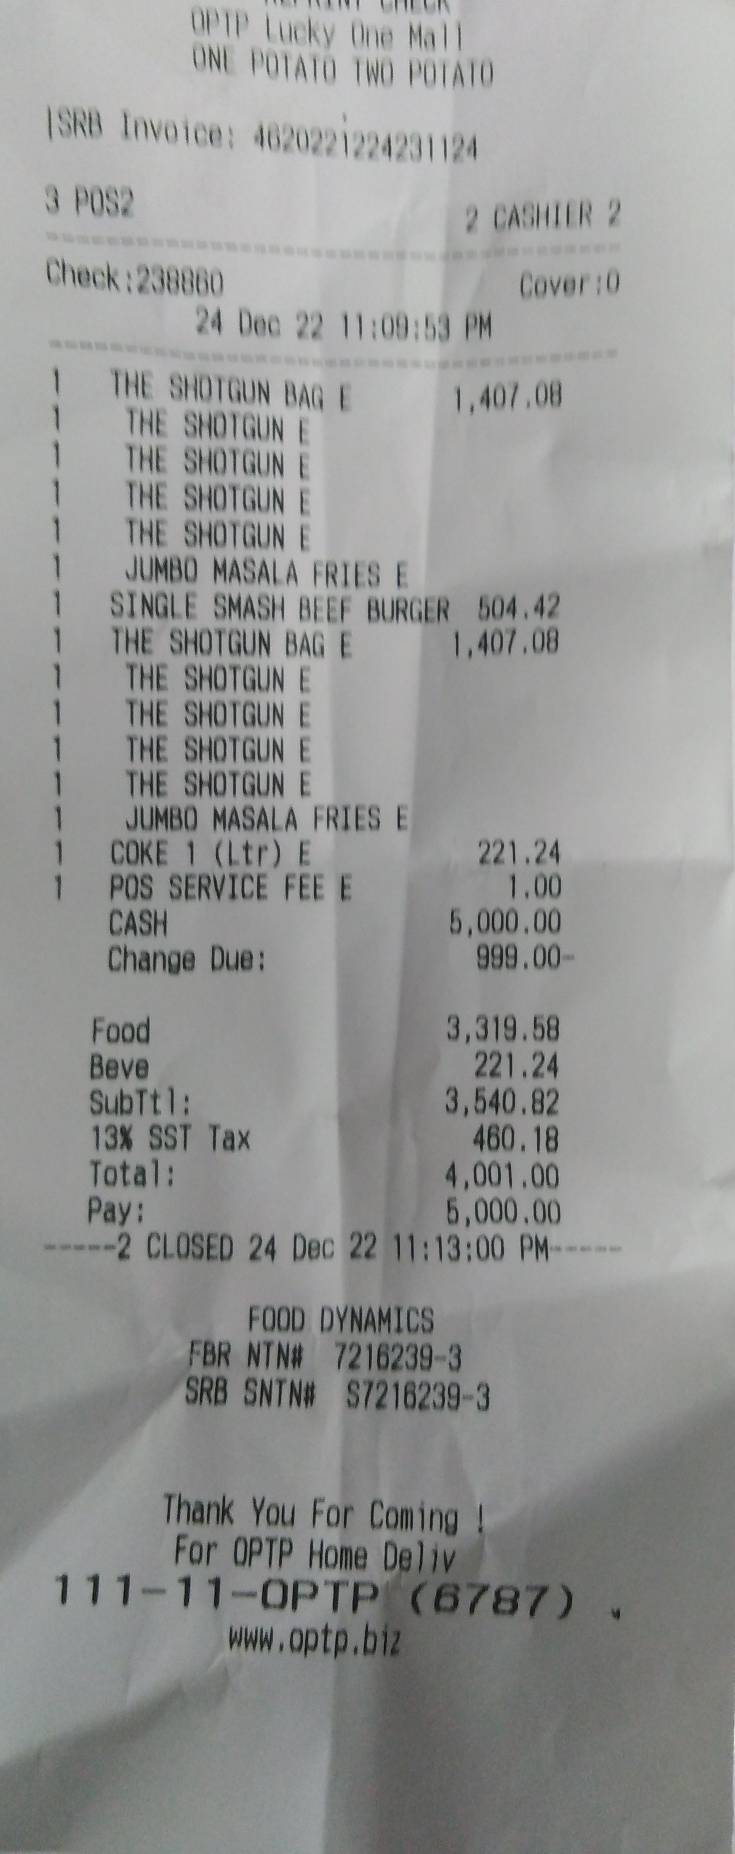 REPRINT CHECK
OPTP Lucky One Mall
ONE POTATO TWO POTATO
|SRB Invoice: 4620221224231124
3 POS2 2 CASHIER 2
Check:238860 Cover:0
24 Dec 22 11:09:53 PM
1 THE SHOTGUN BAG E 1,407.08
1 THE SHOTGUN E
1 THE SHOTGUN E
1 THE SHOTGUN E
1 THE SHOTGUN E
1 JUMBO MASALA FRIES E
1 SINGLE SMASH BEEF BURGER 504.42
1 THE SHOTGUN BAG E 1,407.08
1 THE SHOTGUN E
1 THE SHOTGUN E
1 THE SHOTGUN E
1 THE SHOTGUN E
1 JUMBO MASALA FRIES E
1 COKE 1 (Ltr) E 221.24
1 POS SERVICE FEE E 1.00
CASH 5,000.00
Change Due: 999.00-
Food 3,319.58
Beve 221.24
SubTtl: 3,540.82
13% SST Tax 460.18
Total: 4,001.00
Pay: 5,000.00
-----2 CLOSED 24 Dec 22 11:13:00 PM-----
FOOD DYNAMICS
FBR NTN# 7216239-3
SRB SNTN# S7216239-3
Thank You For Coming !
For OPTP Home Deliv
111-11-OPTP (6787) .
www.optp.biz